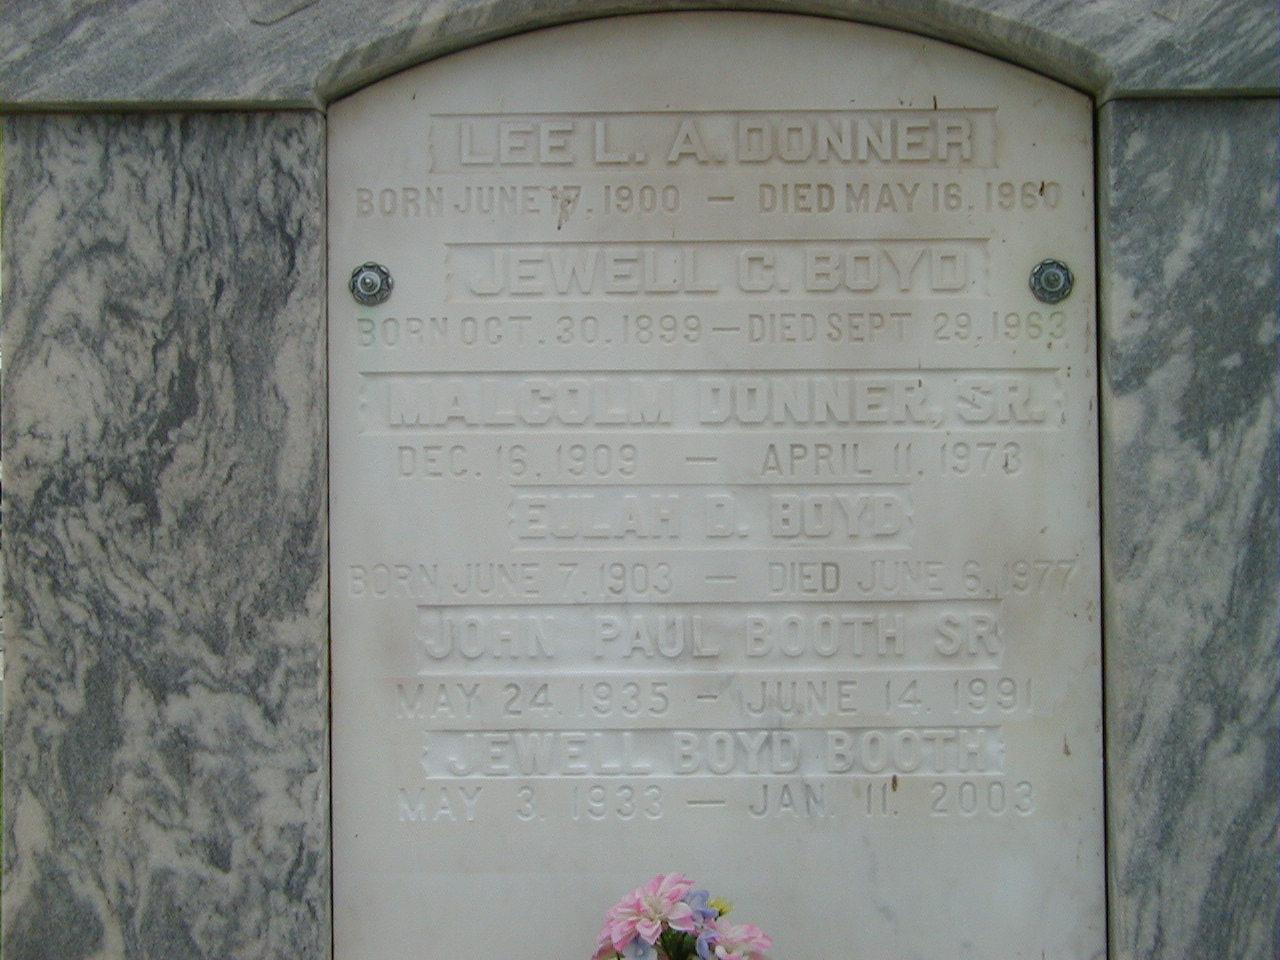 LEE L. A. DONNER
BORN JUNE 17, 1900 — DIED MAY 16, 1960
JEWELL C. BOYD
BORN OCT. 30. 1899 — DIED SEPT 29, 1963
MALCOLM DONNER, SR.
DEC. 16. 1909 — APRIL 11. 1973
EULAH D. BOYD
BORN JUNE 7, 1903 — DIED JUNE 6, 1977
JOHN PAUL BOOTH SR
MAY 24. 1935 - JUNE 14. 1991
JEWELL BOYD BOOTH
MAY 3. 1933 — JAN. 11. 2003